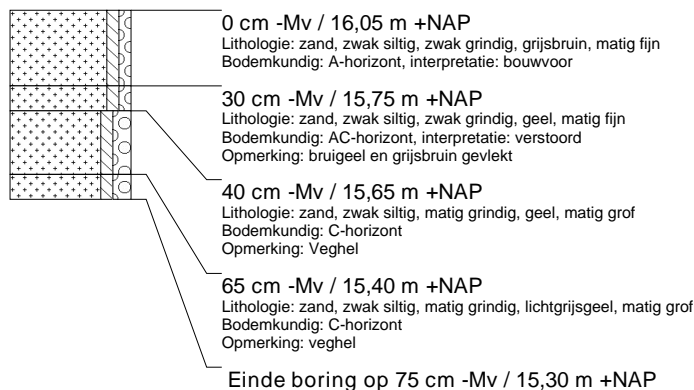 0 cm -Mv / 16,05 m +NAP
Lithologie: zand, zwak siltig, zwak grindig, grijsbruin, matig fijn
Bodemkundig: A-horizont, interpretatie: bouwvoor
30 cm -Mv / 15,75 m +NAP
Lithologie: zand, zwak siltig, zwak grindig, geel, matig fijn
Bodemkundig: AC-horizont, interpretatie: verstoord
Opmerking: bruigeel en grijsbruin gevlekt
40 cm -Mv / 15,65 m +NAP
Lithologie: zand, zwak siltig, matig grindig, geel, matig grof
Bodemkundig: C-horizont
Opmerking: Veghel
65 cm -Mv / 15,40 m +NAP
Lithologie: zand, zwak siltig, matig grindig, lichtgrijsgeel, matig grof
Bodemkundig: C-horizont
Opmerking: veghel
Einde boring op 75 cm -Mv / 15,30 m +NAP